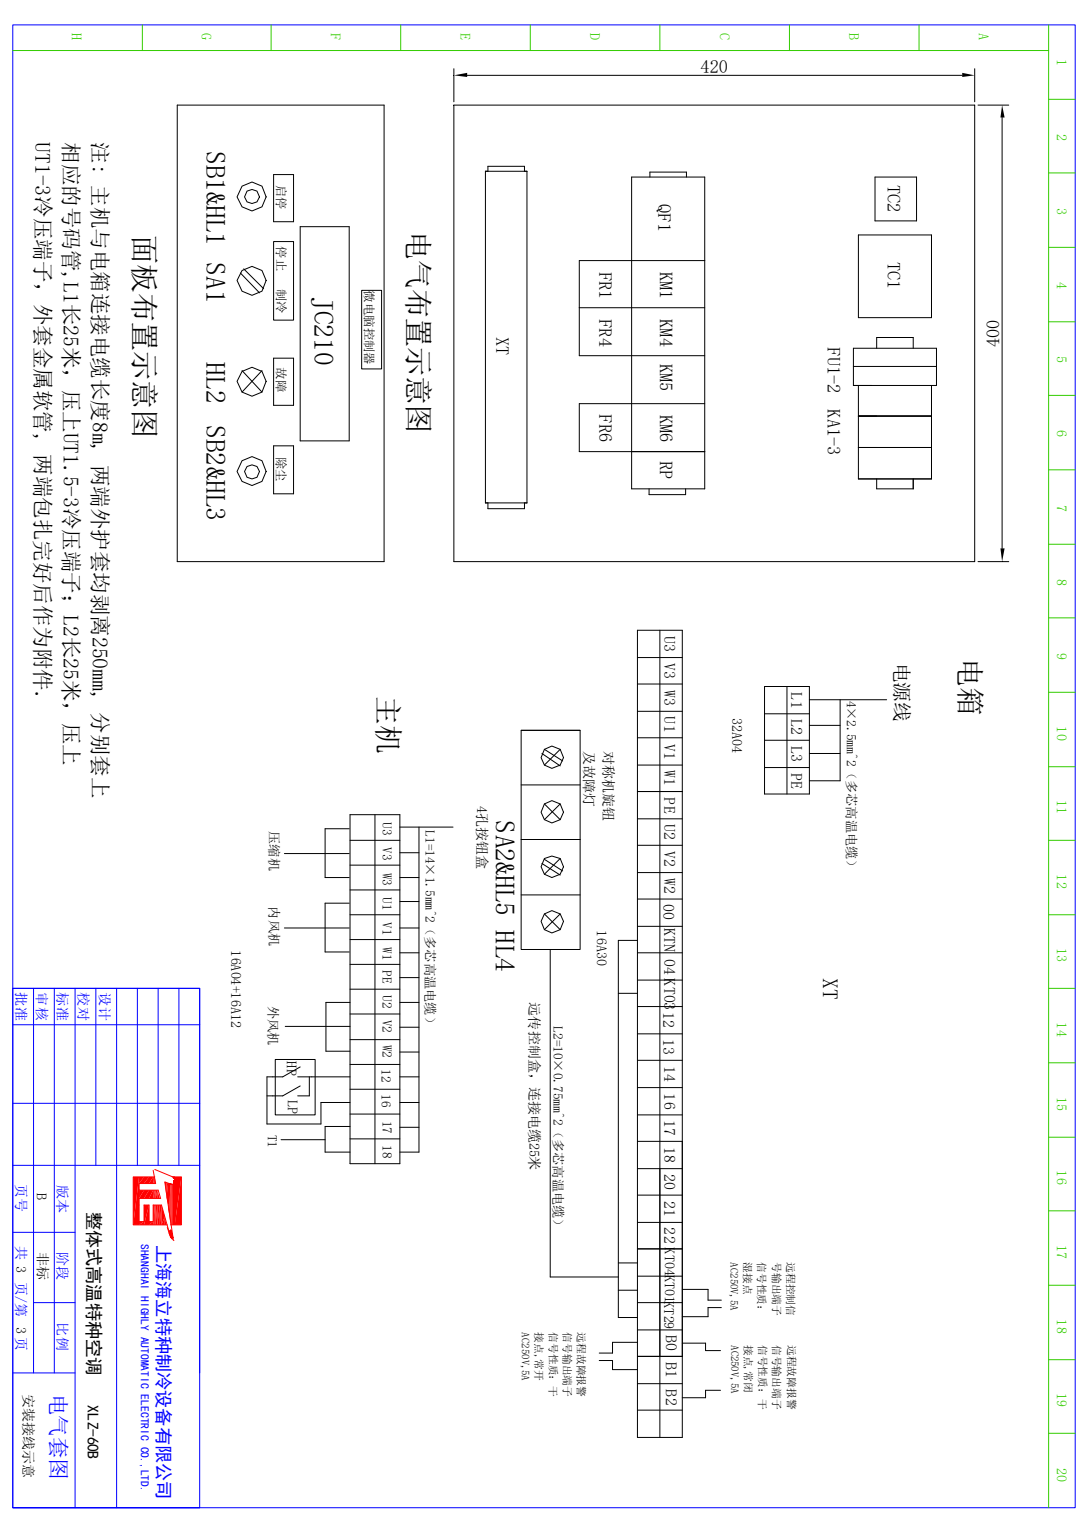 1
2
3
4
5
6
7
8
9
10
11
12
13
14
15
16
17
18
19
20
A
B
C
D
E
F
G
H
400
420
TC2
TC1
FU1-2 KA1-3
QF1
KM1
KM4
KM5
KM6
RP
FR1
FR4
FR6
XT
电气布置示意图
微电脑控制器
JC210
启停
停止 制冷
故障
除尘
SB1&HL1
SA1
HL2
SB2&HL3
面板布置示意图
注: 主机与电箱连接电缆长度8m, 两端外护套均剥离250mm, 分别套上
相应的号码管, L1长25米, 压上UT1.5-3冷压端子; L2长25米, 压上
UT1-3冷压端子, 外套金属软管, 两端包扎完好后作为附件.
电箱
电源线
4×2.5mm^2 (多芯高温电缆)
L1 L2 L3 PE
32A04
XT
U3 V3 W3 U1 V1 W1 PE U2 V2 W2 00 KTN 04 KT03 12 13 14 16 17 18 20 21 22 KT04 KT01 KT29 B0 B1 B2
16A30
远程控制信
号输出端子
信号性质:
湿接点
AC250V, 5A
远程故障报警
信号输出端子
信号性质: 干
接点, 常闭
AC250V, 5A
远程故障报警
信号输出端子
信号性质: 干
接点, 常开
AC250V, 5A
对称机旋钮
及故障灯
SA2&HL5 HL4
4孔按钮盒
L2=10×0.75mm^2 (多芯高温电缆)
远传控制盒, 连接电缆25米
主机
L1=14×1.5mm^2 (多芯高温电缆)
U3 V3 W3 U1 V1 W1 PE U2 V2 W2 12 16 17 18
压缩机
内风机
外风机
HP
LP
T1
16A04+16A12
上海海立特种制冷设备有限公司
SHANGHAI HIGHLY AUTOMATIC ELECTRIC CO., LTD.
整体式高温特种空调 XLZ-60B
设计
校对
标准
审核
批准
版本
阶段
比例
B
非标
页号
共 3 页/第 3页
电气套图
安装接线示意